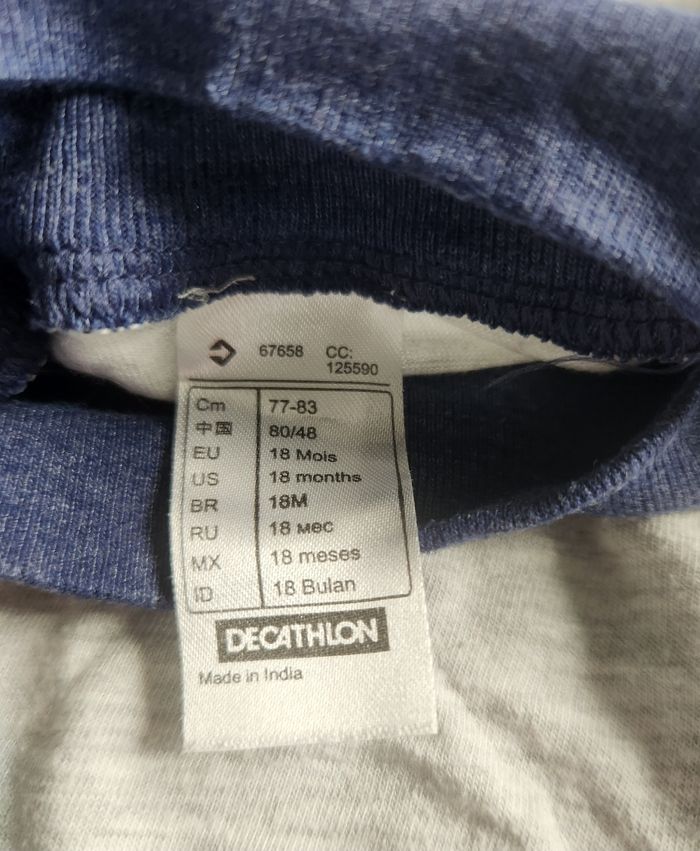 67658 CC:
125590
Cm 77-83
中国 80/48
EU 18 Mois
US 18 months
BR 18M
RU 18 мес
MX 18 meses
ID 18 Bulan
DECATHLON
Made in India